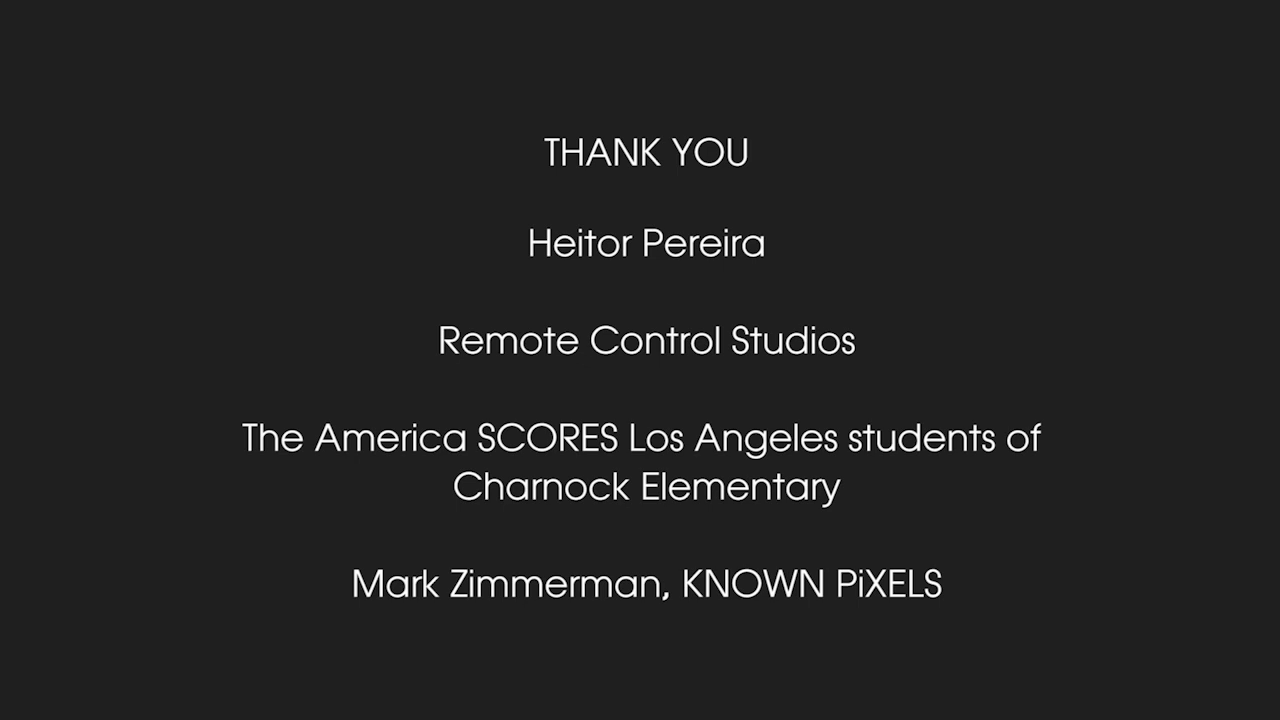 THANK YOU
Heitor Pereira
Remote Control Studios
The America SCORES Los Angeles students of
Charnock Elementary
Mark Zimmerman, KNOWN PiXELS